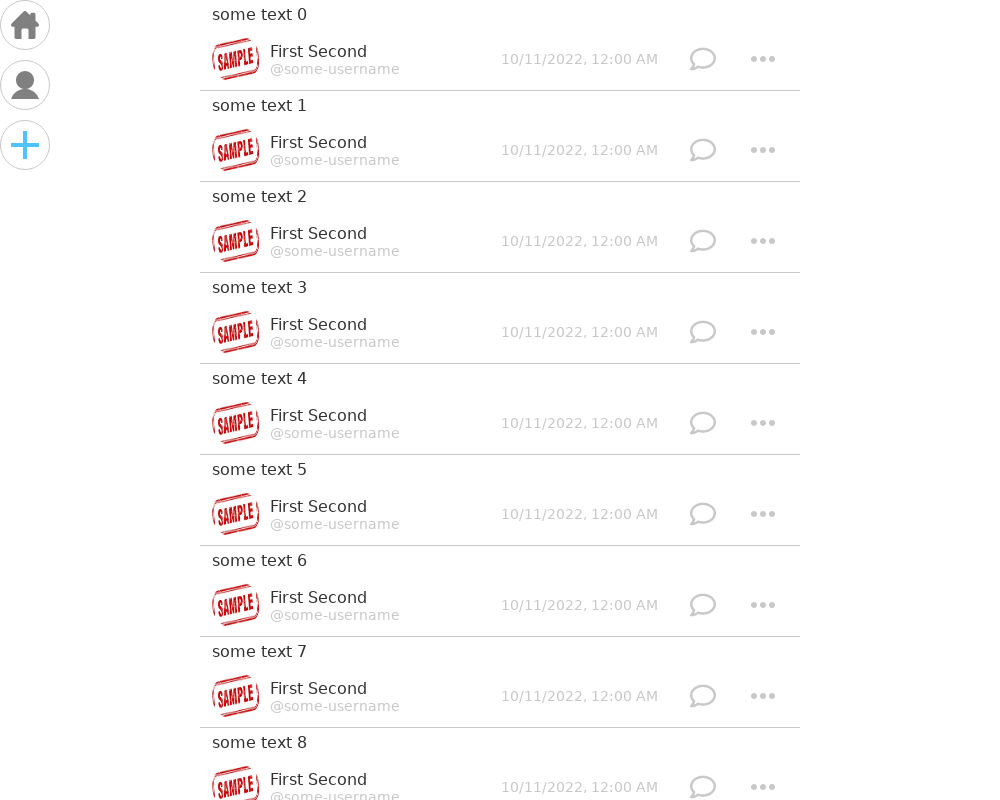 some text 0
SAMPLE
First Second
@some-username
10/11/2022, 12:00 AM
some text 1
SAMPLE
First Second
@some-username
10/11/2022, 12:00 AM
some text 2
SAMPLE
First Second
@some-username
10/11/2022, 12:00 AM
some text 3
SAMPLE
First Second
@some-username
10/11/2022, 12:00 AM
some text 4
SAMPLE
First Second
@some-username
10/11/2022, 12:00 AM
some text 5
SAMPLE
First Second
@some-username
10/11/2022, 12:00 AM
some text 6
SAMPLE
First Second
@some-username
10/11/2022, 12:00 AM
some text 7
SAMPLE
First Second
@some-username
10/11/2022, 12:00 AM
some text 8
SAMPLE
First Second
@some-username
10/11/2022, 12:00 AM